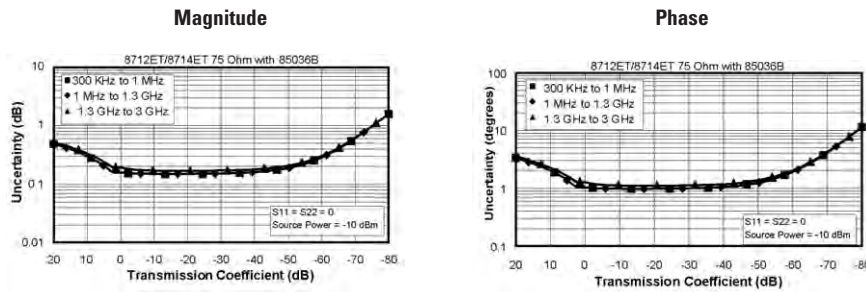 Magnitude
8712ET/8714ET 75 Ohm with 85036B
10
1
0.1
0.01
Uncertainty (dB)
300 KHz to 1 MHz
1 MHz to 1.3 GHz
1.3 GHz to 3 GHz
S11 = S22 = 0
Source Power = -10 dBm
20 10 0 -10 -20 -30 -40 -50 -60 -70 -80
Transmission Coefficient (dB)
Phase
8712ET/8714ET 75 Ohm with 85036B
100
10
1
0.1
Uncertainty (degrees)
300 KHz to 1 MHz
1 MHz to 1.3 GHz
1.3 GHz to 3 GHz
S11 = S22 = 0
Source Power = -10 dBm
20 10 0 -10 -20 -30 -40 -50 -60 -70 -80
Transmission Coefficient (dB)